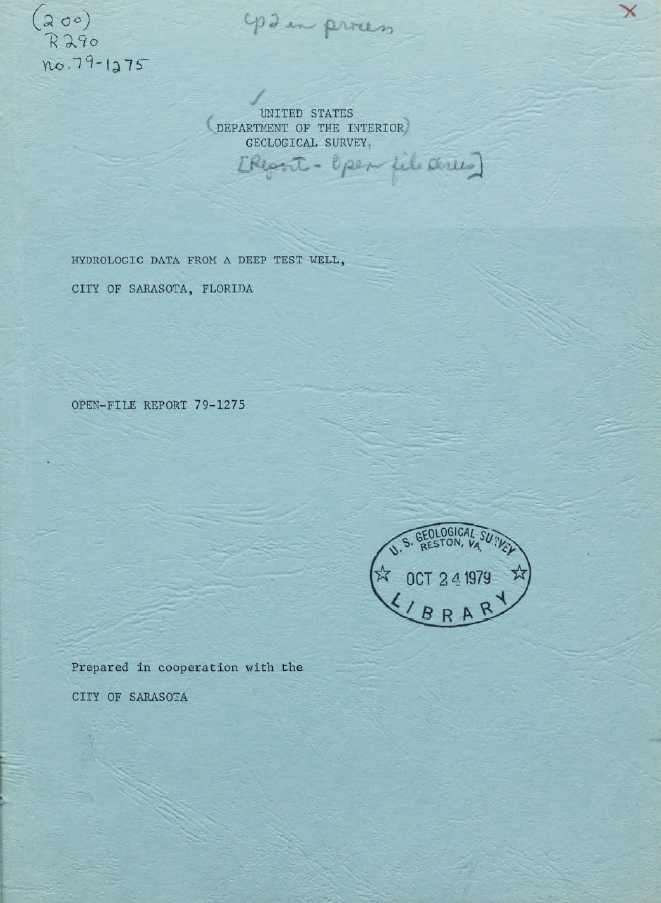 (200)
R290
no. 79-1275
cp2 in process
UNITED STATES
(DEPARTMENT OF THE INTERIOR)
GEOLOGICAL SURVEY.
[Report - Open file series]
HYDROLOGIC DATA FROM A DEEP TEST WELL,
CITY OF SARASOTA, FLORIDA
OPEN-FILE REPORT 79-1275
U. S. GEOLOGICAL SURVEY
RESTON, VA.
OCT 24 1979
LIBRARY
Prepared in cooperation with the
CITY OF SARASOTA